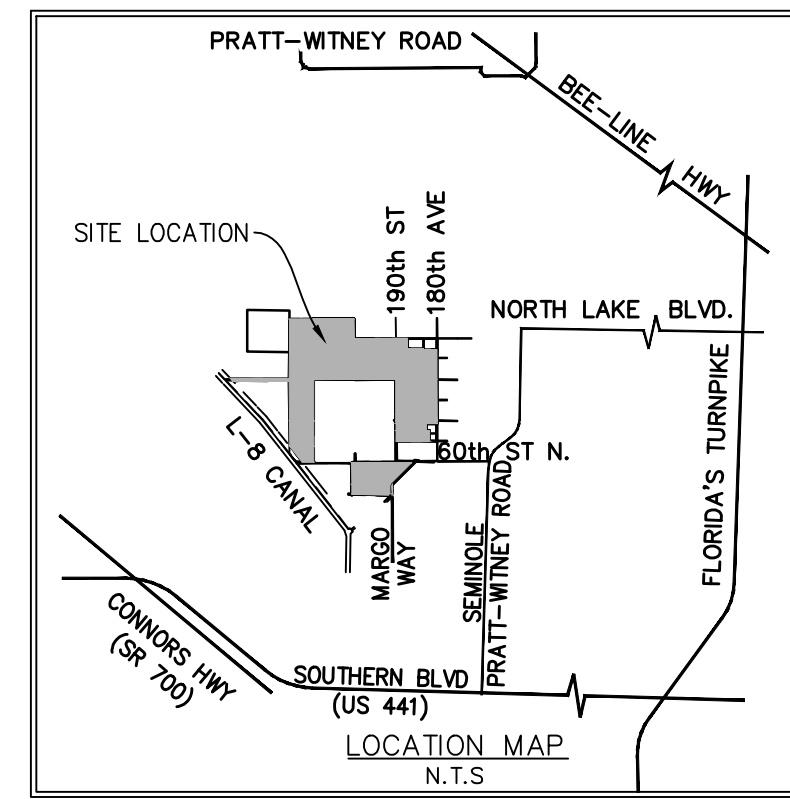 PRATT-WITNEY ROAD
BEE-LINE
HWY
SITE LOCATION
190th ST
180th AVE
NORTH LAKE BLVD.
FLORIDA'S TURNPIKE
L-8 CANAL
60th ST N.
MARGO
WAY
SEMINOLE
PRATT-WITNEY ROAD
CONNORS HWY
(SR 700)
SOUTHERN BLVD
(US 441)
LOCATION MAP
N.T.S